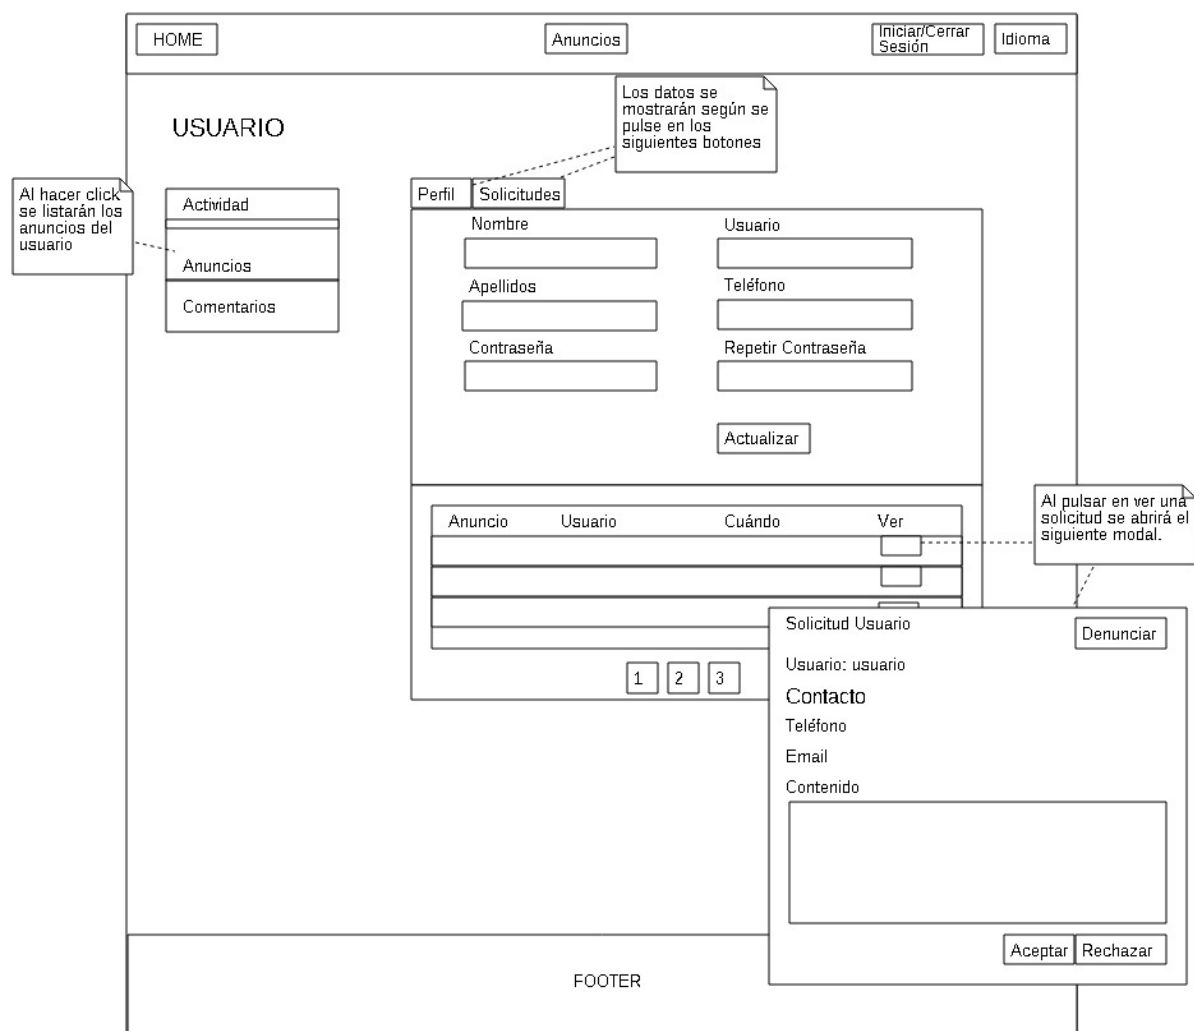 HOME
Anuncios
Iniciar/Cerrar
Sesión
Idioma
Los datos se
mostrarán según se
pulse en los
siguientes botones
USUARIO
Al hacer click
se listarán los
anuncios del
usuario
Actividad
Anuncios
Comentarios
Perfil
Solicitudes
Nombre
Usuario
Apellidos
Teléfono
Contraseña
Repetir Contraseña
Actualizar
Al pulsar en ver una
solicitud se abrirá el
siguiente modal.
Anuncio Usuario Cuándo Ver
1 2 3
Solicitud Usuario
Denunciar
Usuario: usuario
Contacto
Teléfono
Email
Contenido
Aceptar
Rechazar
FOOTER